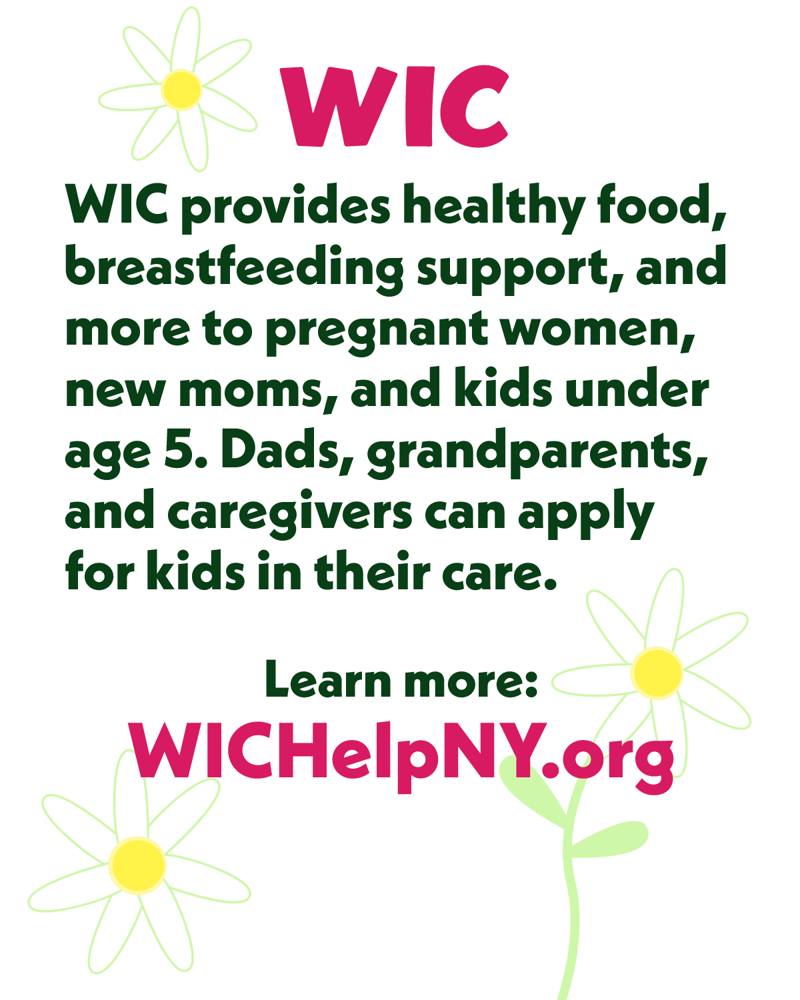 WIC
WIC provides healthy food,
breastfeeding support, and
more to pregnant women,
new moms, and kids under
age 5. Dads, grandparents,
and caregivers can apply
for kids in their care.
Learn more:
WICHelpNY.org